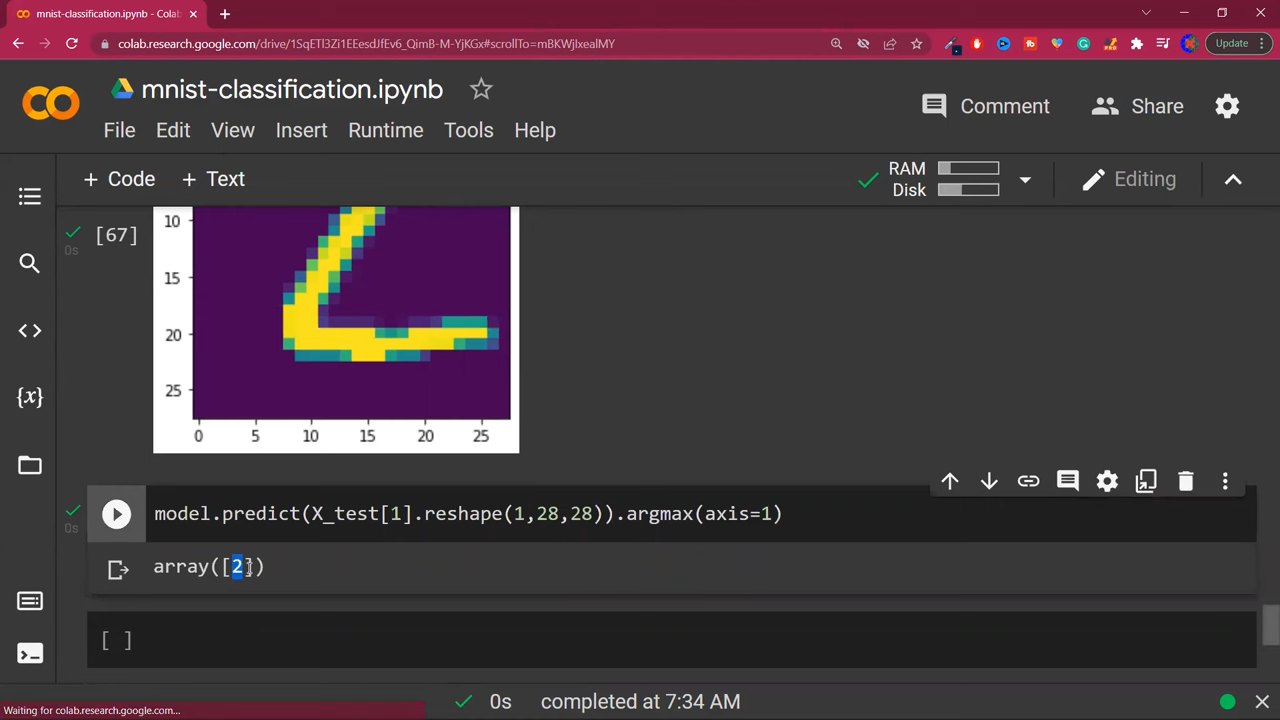 mnist-classification.ipynb - Colab
colab.research.google.com/drive/1SqETl3Zi1EEesdJfEv6_QimB-M-YjKGx#scrollTo=mBKWjIxealMY
Update
mnist-classification.ipynb
Comment
Share
File Edit View Insert Runtime Tools Help
+ Code + Text
RAM
Disk
Editing
[67]
0s
10
15
20
25
0 5 10 15 20 25
model.predict(X_test[1].reshape(1,28,28)).argmax(axis=1)
0s
array([2])
[ ]
0s completed at 7:34 AM
Waiting for colab.research.google.com...